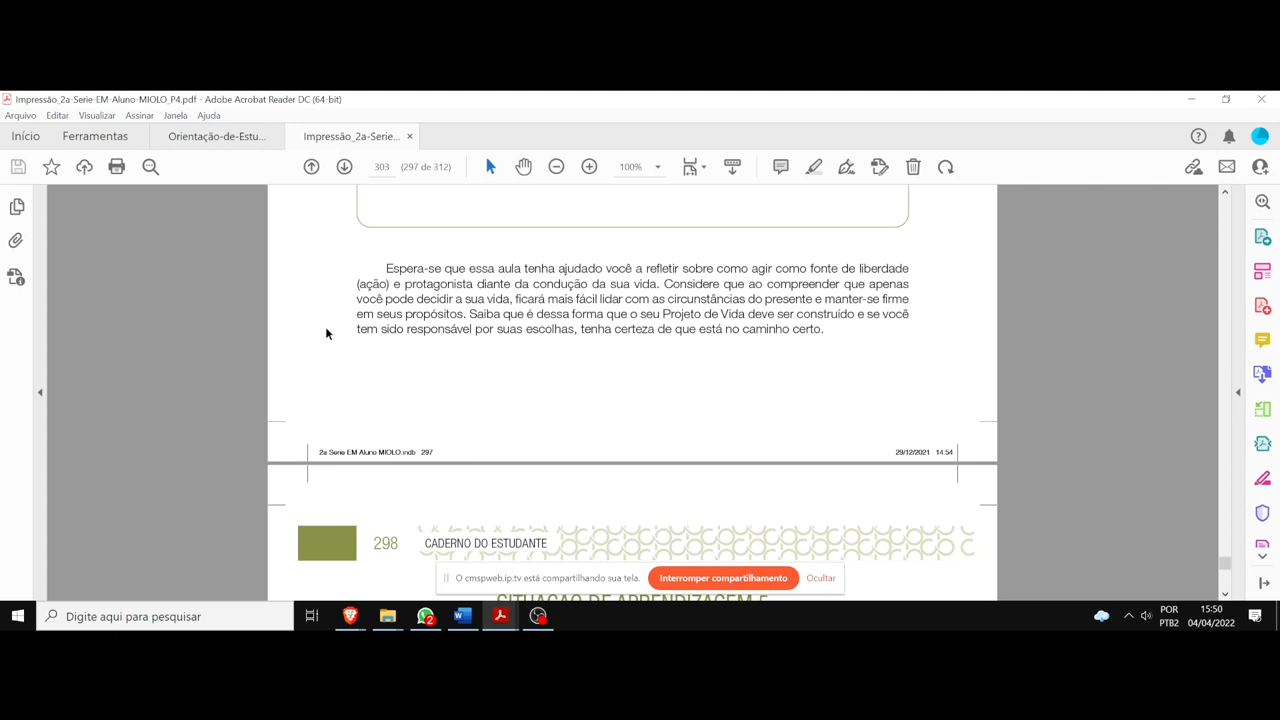 Impressão_2a-Serie-EM-Aluno-MIOLO_P4.pdf - Adobe Acrobat Reader DC (64-bit)
Arquivo Editar Visualizar Assinar Janela Ajuda
Início Ferramentas Orientação-de-Estu... Impressão_2a-Serie... ×
303 (297 de 312) 100%
Espera-se que essa aula tenha ajudado você a refletir sobre como agir como fonte de liberdade
(ação) e protagonista diante da condução da sua vida. Considere que ao compreender que apenas
você pode decidir a sua vida, ficará mais fácil lidar com as circunstâncias do presente e manter-se firme
em seus propósitos. Saiba que é dessa forma que o seu Projeto de Vida deve ser construído e se você
tem sido responsável por suas escolhas, tenha certeza de que está no caminho certo.
2a Serie EM Aluno MIOLO.indb 297 29/12/2021 14:54
298 CADERNO DO ESTUDANTE
O cmspweb.ip.tv está compartilhando sua tela. Interromper compartilhamento Ocultar
SITUAÇÃO DE APRENDIZAGEM 5
Digite aqui para pesquisar
2
POR 15:50
PTB2 04/04/2022